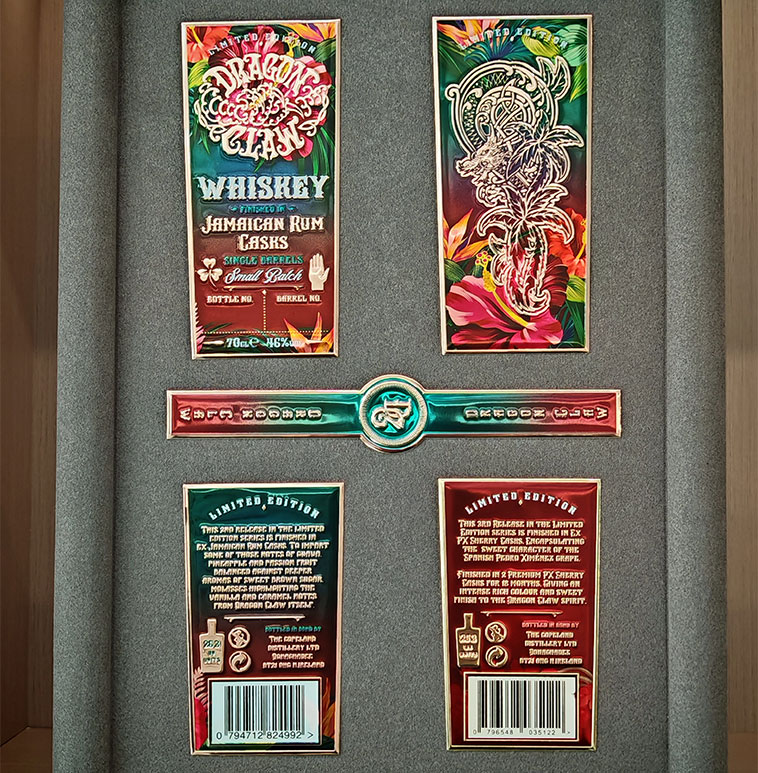 LIMITED EDITION
DRAGON
CLAW
WHISKEY
FINISHED IN
JAMAICAN RUM
CASKS
SINGLE BARRELS
Small Batch
BOTTLE NO. BARREL NO.
70CL e 46%
LIMITED EDITION
DRAGON CLAW
DRAGON CLAW
LIMITED EDITION
THIS 2ND RELEASE IN THE LIMITED
EDITION SERIES IS FINISHED IN
EX JAMAICAN RUM CASKS. TO IMPART
SOME OF THOSE NOTES OF GUAVA,
PINEAPPLE AND PASSION FRUIT
BALANCED AGAINST DEEPER
AROMAS OF SWEET BROWN SUGAR,
MOLASSES HIGHLIGHTING THE
VANILLA AND CARAMEL NOTES
FROM DRAGON CLAW ITSELF.
BOTTLED IN BOND BY
THE COPELAND
DISTILLERY LTD
DONAGHADEE
BT21 0NG N.IRELAND
0 794712 824992 >
LIMITED EDITION
THIS 3RD RELEASE IN THE LIMITED
EDITION SERIES IS FINISHED IN EX
PX SHERRY CASKS. ENCAPSULATING
THE SWEET CHARACTER OF THE
SPANISH PEDRO XIMÉNEZ GRAPE.
FINISHED IN 2 PREMIUM PX SHERRY
CASKS FOR 18 MONTHS. GIVING AN
INTENSE RICH COLOUR AND SWEET
FINISH TO THE DRAGON CLAW SPIRIT.
BOTTLED IN BOND BY
THE COPELAND
DISTILLERY LTD
DONAGHADEE
BT21 0NG N.IRELAND
0 796548 035122 >